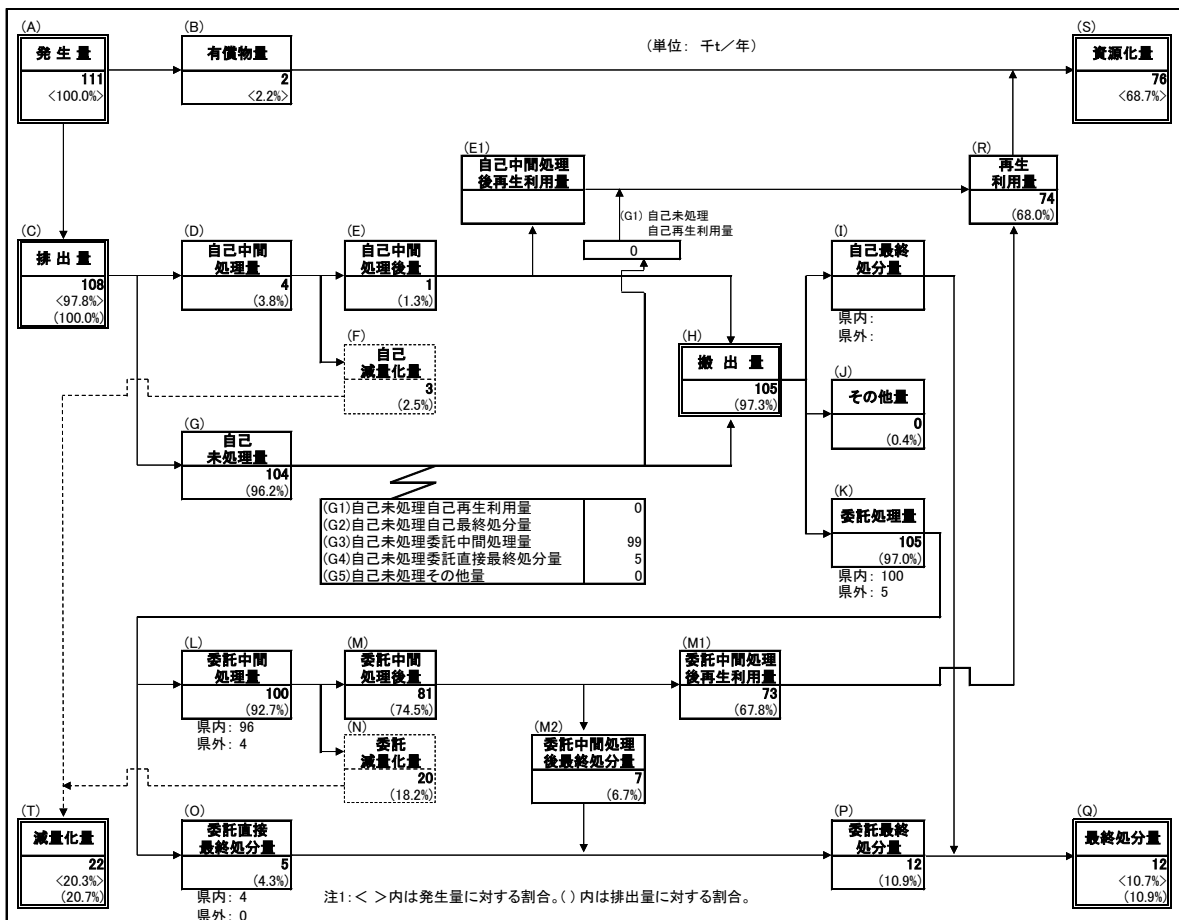 (A)
発 生 量
111
<100.0%>
(B)
有償物量
2
<2.2%>
(単位： 千t／年)
(S)
資源化量
76
<68.7%>
(E1)
自己中間処理
後再生利用量
(G1) 自己未処理
自己再生利用量
0
(R)
再生
利用量
74
(68.0%)
(C)
排 出 量
108
<97.8%>
(100.0%)
(D)
自己中間
処理量
4
(3.8%)
(E)
自己中間
処理後量
1
(1.3%)
(F)
自己
減量化量
3
(2.5%)
(G)
自己
未処理量
104
(96.2%)
(G1)自己未処理自己再生利用量 0
(G2)自己未処理自己最終処分量
(G3)自己未処理委託中間処理量 99
(G4)自己未処理委託直接最終処分量 5
(G5)自己未処理その他量 0
(H)
搬 出 量
105
(97.3%)
(I)
自己最終
処分量
県内：
県外：
(J)
その他量
0
(0.4%)
(K)
委託処理量
105
(97.0%)
県内： 100
県外： 5
(L)
委託中間
処理量
100
(92.7%)
県内： 96
県外： 4
(M)
委託中間
処理後量
81
(74.5%)
(N)
委託
減量化量
20
(18.2%)
(M1)
委託中間処理
後再生利用量
73
(67.8%)
(M2)
委託中間処理
後最終処分量
7
(6.7%)
(T)
減量化量
22
<20.3%>
(20.7%)
(O)
委託直接
最終処分量
5
(4.3%)
県内： 4
県外： 0
(P)
委託最終
処分量
12
(10.9%)
(Q)
最終処分量
12
<10.7%>
(10.9%)
注1：＜ ＞内は発生量に対する割合。( ) 内は排出量に対する割合。